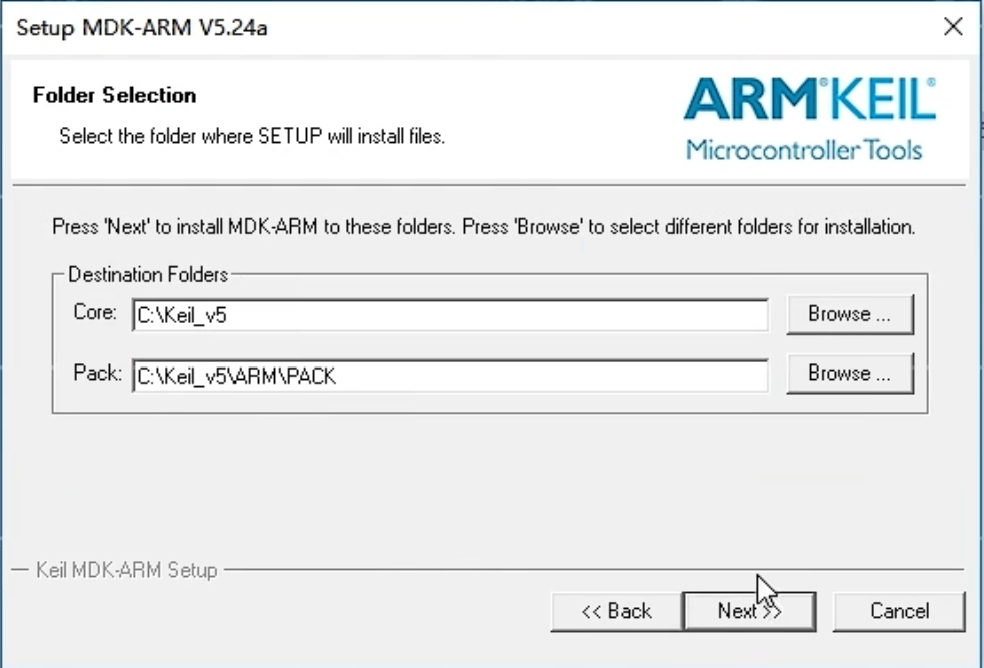 Setup MDK-ARM V5.24a
Folder Selection
Select the folder where SETUP will install files.
ARM®KEIL®
Microcontroller Tools
Press 'Next' to install MDK-ARM to these folders. Press 'Browse' to select different folders for installation.
Destination Folders
Core: C:\Keil_v5 Browse ...
Pack: C:\Keil_v5\ARM\PACK Browse ...
Keil MDK-ARM Setup
<< Back Next >> Cancel